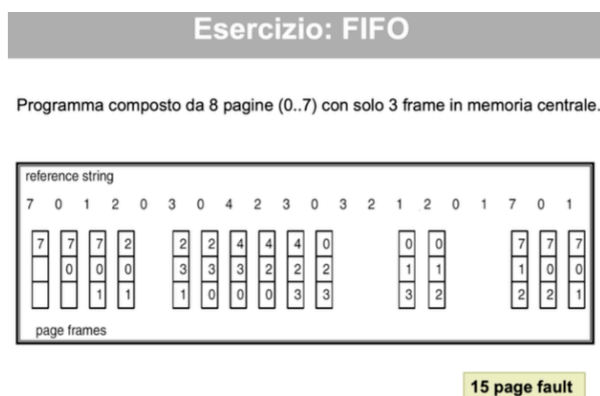 Esercizio: FIFO
Programma composto da 8 pagine (0..7) con solo 3 frame in memoria centrale.
reference string
7 0 1 2 0 3 0 4 2 3 0 3 2 1 2 0 1 7 0 1
7 7 7 2 2 2 4 4 4 0 0 0 7 7 7
0 0 0 3 3 3 2 2 2 1 1 1 0 0
1 1 1 0 0 0 3 3 3 2 2 2 1
page frames
15 page fault